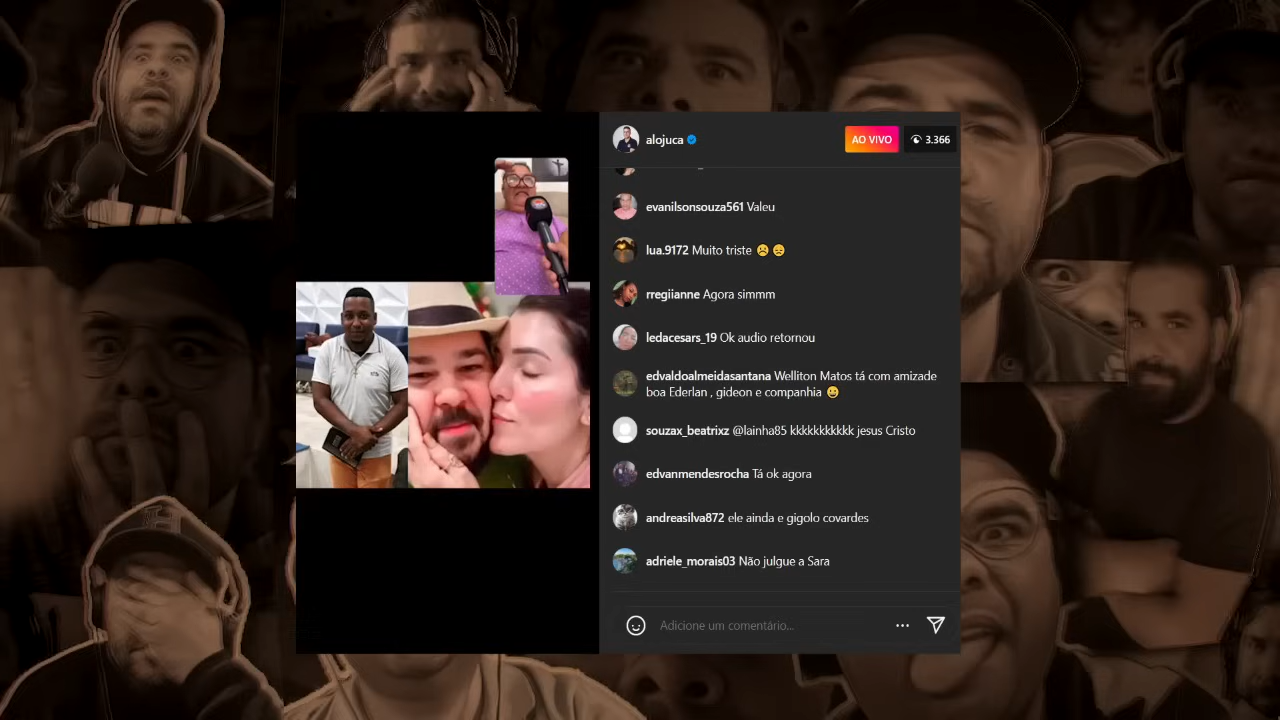 alojuca
AO VIVO
3.366
evanilsonsouza561 Valeu
lua.9172 Muito triste ☹️😞
rregiianne Agora simmm
ledacesars_19 Ok audio retornou
edvaldoalmeidasantana Welliton Matos tá com amizade
boa Ederlan , gideon e companhia 😀
souzax_beatrixz @lainha85 kkkkkkkkkkk jesus Cristo
edvanmendesrocha Tá ok agora
andreasilva872 ele ainda e gigolo covardes
adriele_morais03 Não julgue a Sara
Adicione um comentário...